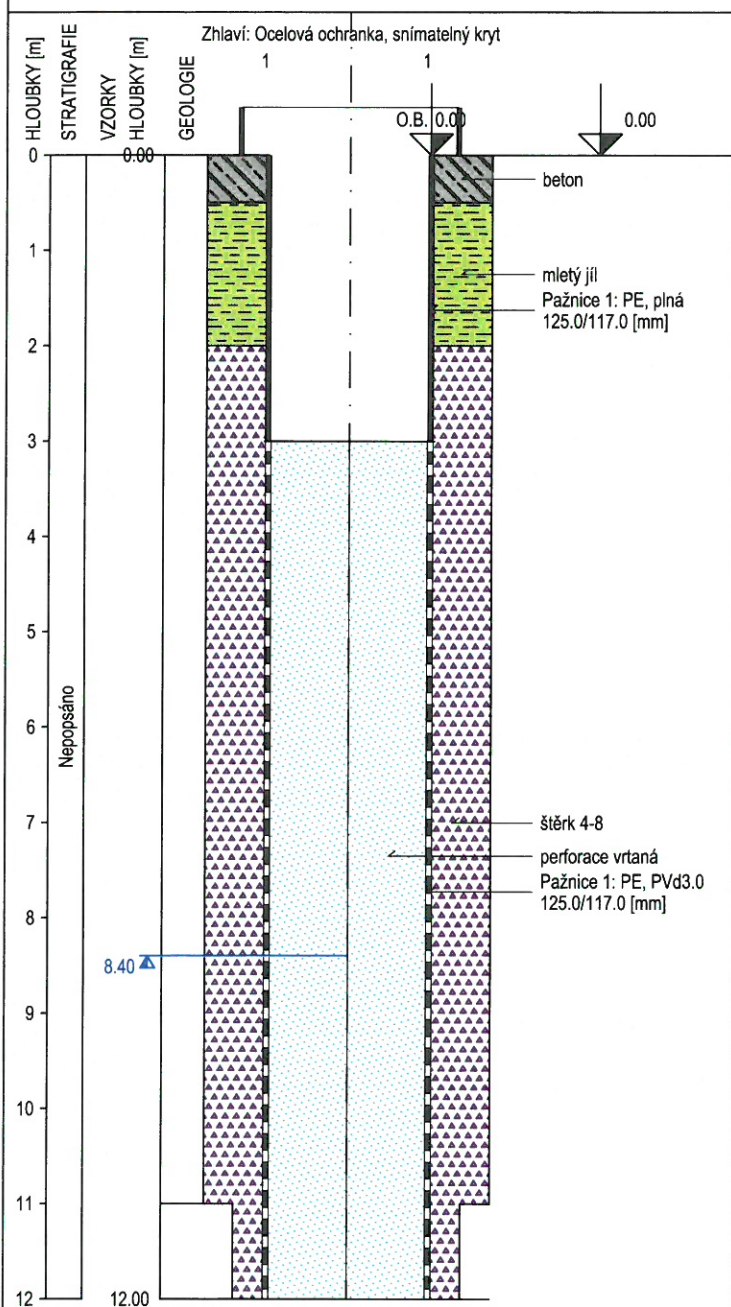 Zhlaví: Ocelová ochranka, snímatelný kryt
HLOUBKY [m]
STRATIGRAFIE
VZORKY
HLOUBKY [m]
GEOLOGIE
1
1
O.B. 0.00
0.00
0
0.00
beton
1
mletý jíl
Pažnice 1: PE, plná
125.0/117.0 [mm]
2
3
4
5
6
Nepopsáno
7
štěrk 4-8
perforace vrtaná
Pažnice 1: PE, PVd3.0
125.0/117.0 [mm]
8
8.40
9
10
11
12
12.00